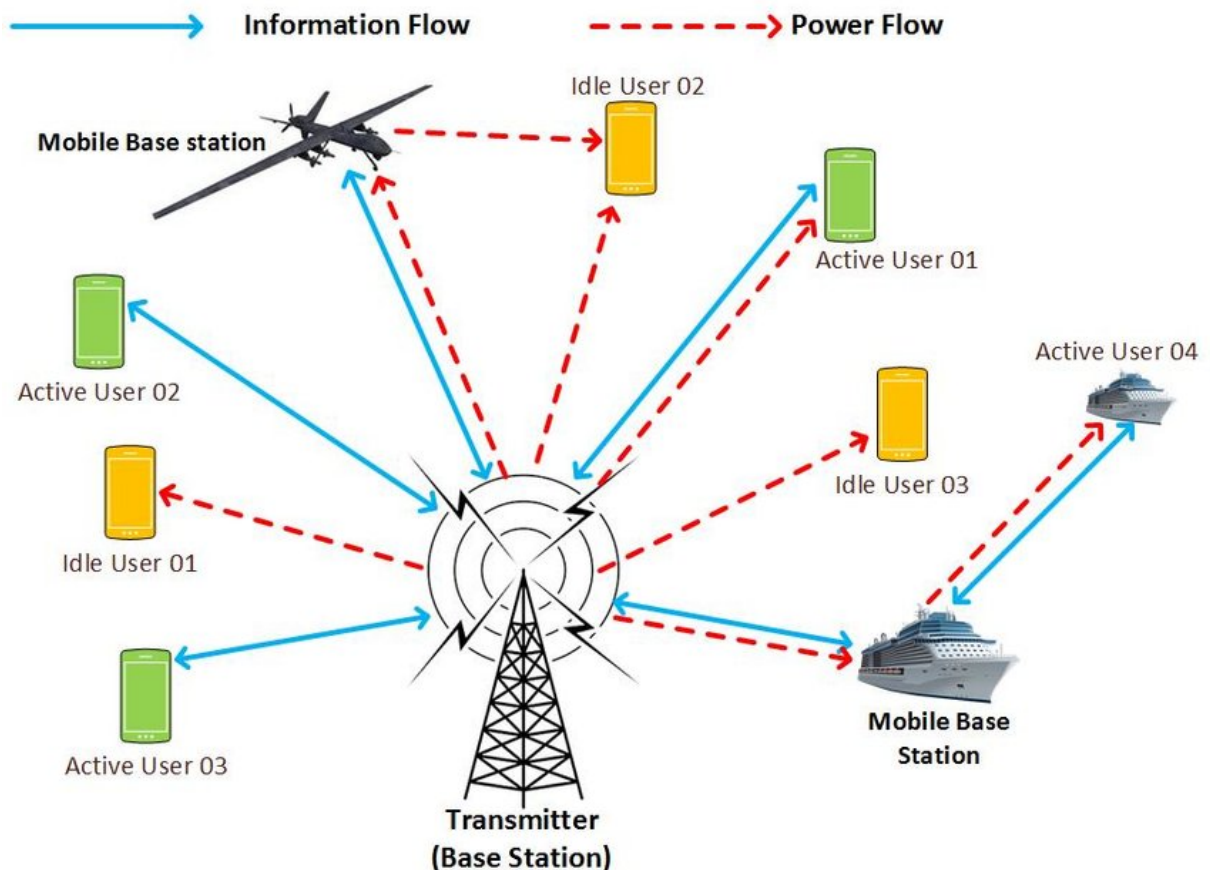 Information Flow
Power Flow
Idle User 02
Mobile Base station
Active User 01
Active User 02
Active User 04
Idle User 03
Idle User 01
Active User 03
Mobile Base
Station
Transmitter
(Base Station)